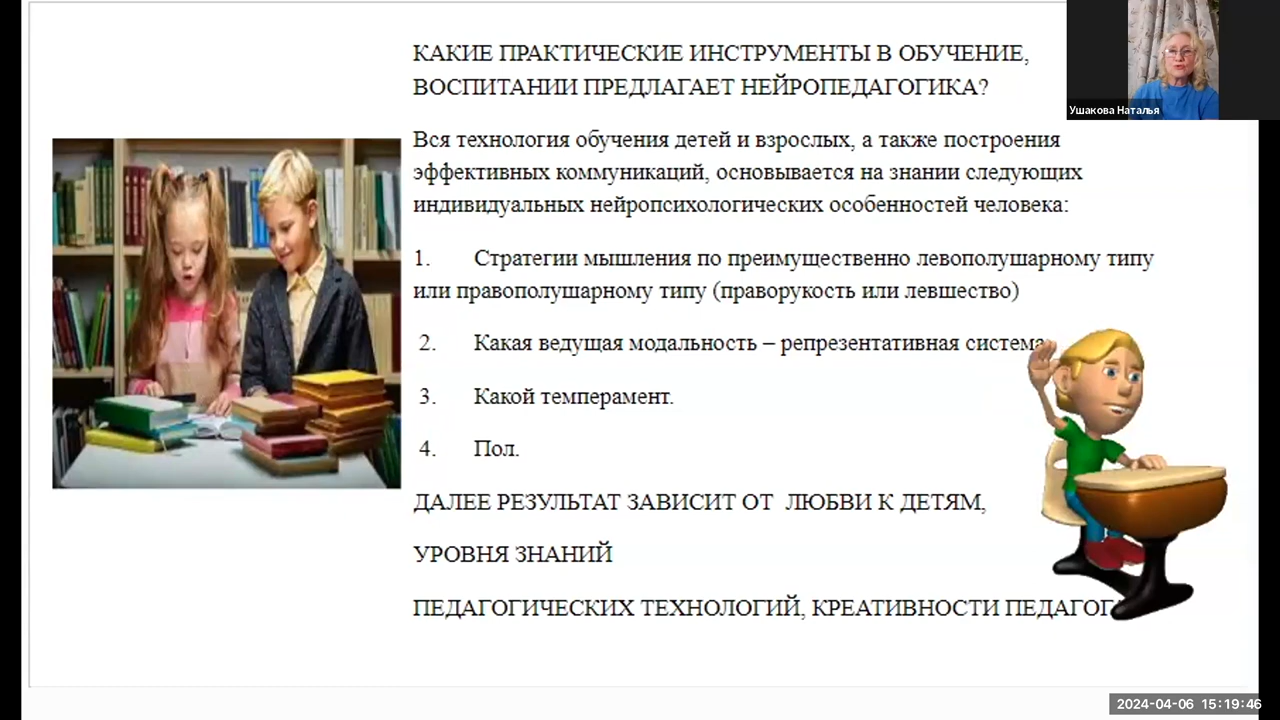 КАКИЕ ПРАКТИЧЕСКИЕ ИНСТРУМЕНТЫ В ОБУЧЕНИЕ,
ВОСПИТАНИИ ПРЕДЛАГАЕТ НЕЙРОПЕДАГОГИКА?
Ушакова Наталья
Вся технология обучения детей и взрослых, а также построения
эффективных коммуникаций, основывается на знании следующих
индивидуальных нейропсихологических особенностей человека:
1. Стратегии мышления по преимущественно левополушарному типу
или правополушарному типу (праворукость или левшество)
2. Какая ведущая модальность – репрезентативная система
3. Какой темперамент.
4. Пол.
ДАЛЕЕ РЕЗУЛЬТАТ ЗАВИСИТ ОТ ЛЮБВИ К ДЕТЯМ,
УРОВНЯ ЗНАНИЙ
ПЕДАГОГИЧЕСКИХ ТЕХНОЛОГИЙ, КРЕАТИВНОСТИ ПЕДАГОГ
2024-04-06 15:19:46